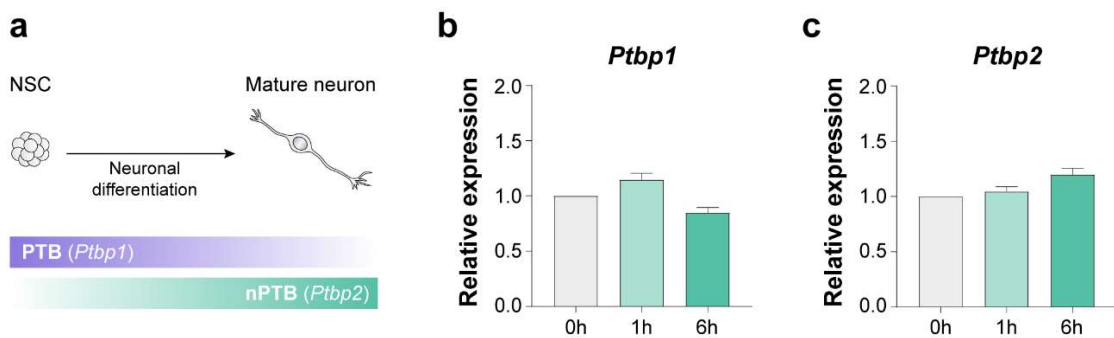 a
NSC
Mature neuron
Neuronal
differentiation
PTB (Ptbp1)
nPTB (Ptbp2)
b
Ptbp1
Relative expression
2.0
1.5
1.0
0.5
0.0
0h 1h 6h
c
Ptbp2
Relative expression
2.0
1.5
1.0
0.5
0.0
0h 1h 6h